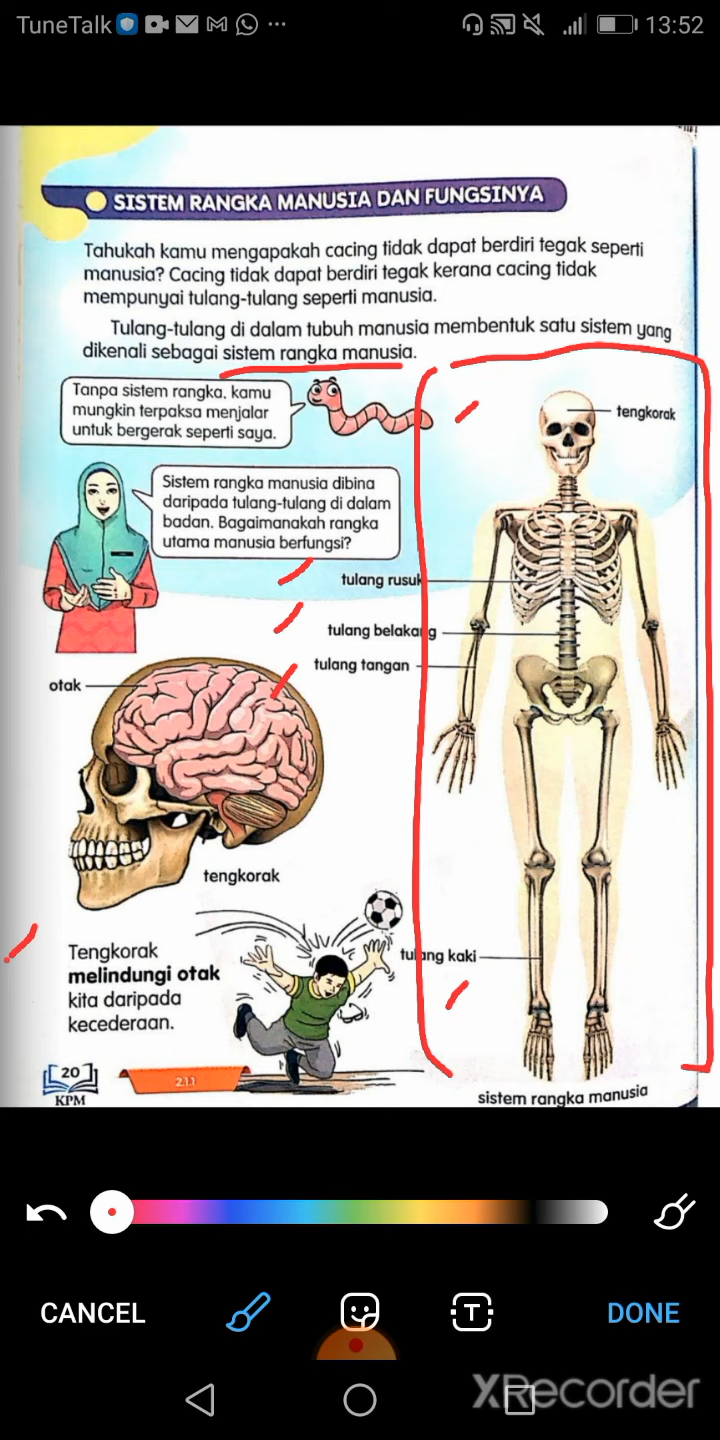 TuneTalk
13:52
SISTEM RANGKA MANUSIA DAN FUNGSINYA
Tahukah kamu mengapakah cacing tidak dapat berdiri tegak seperti
manusia? Cacing tidak dapat berdiri tegak kerana cacing tidak
mempunyai tulang-tulang seperti manusia.
Tulang-tulang di dalam tubuh manusia membentuk satu sistem yang
dikenali sebagai sistem rangka manusia.
Tanpa sistem rangka, kamu
mungkin terpaksa menjalar
untuk bergerak seperti saya.
tengkorak
Sistem rangka manusia dibina
daripada tulang-tulang di dalam
badan. Bagaimanakah rangka
utama manusia berfungsi?
tulang rusuk
tulang belakang
tulang tangan
otak
tengkorak
Tengkorak
melindungi otak
kita daripada
kecederaan.
tulang kaki
20
KPM
2.1.1
sistem rangka manusia
CANCEL
T
DONE
XRecorder